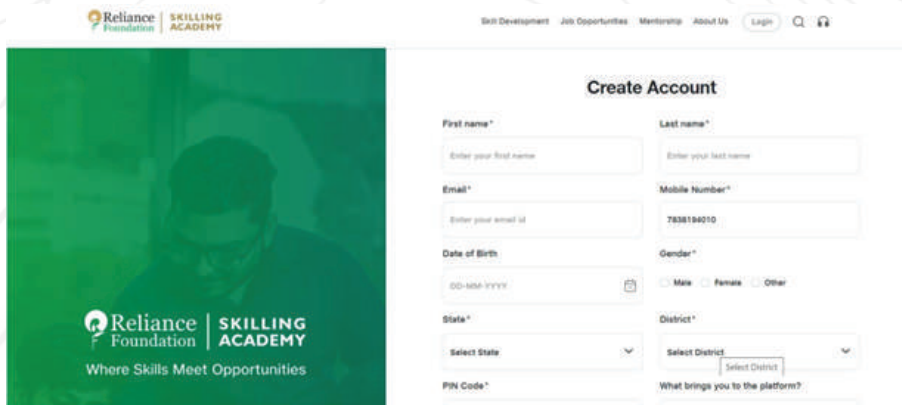 Reliance Foundation | SKILLING ACADEMY
Skill Development Job Opportunities Mentorship About Us Login
Create Account
First name* Last name*
Enter your first name Enter your last name
Email* Mobile Number*
Enter your email id 7838194010
Date of Birth Gender*
DD-MM-YYYY Male Female Other
State* District*
Select State Select District
Select District
PIN Code* What brings you to the platform?
Reliance Foundation | SKILLING ACADEMY
Where Skills Meet Opportunities